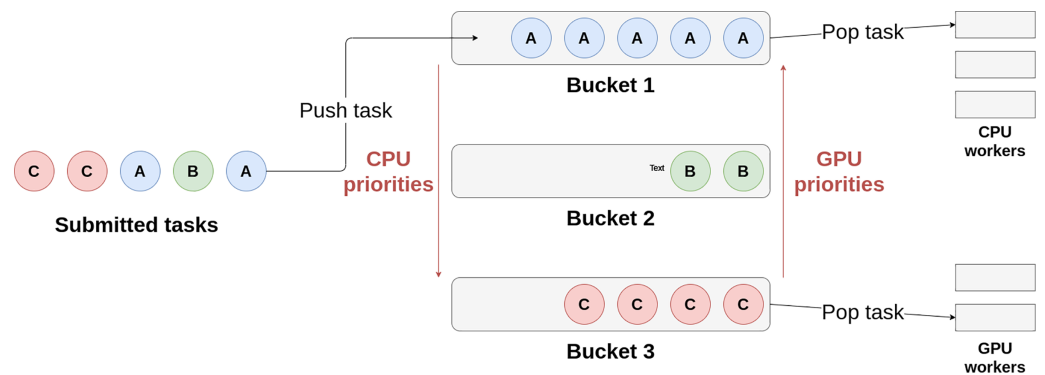 A A A A A
Pop task
Bucket 1
Push task
CPU
workers
C C A B A
CPU
priorities
Text
B B
GPU
priorities
Submitted tasks
Bucket 2
C C C C
Pop task
Bucket 3
GPU
workers